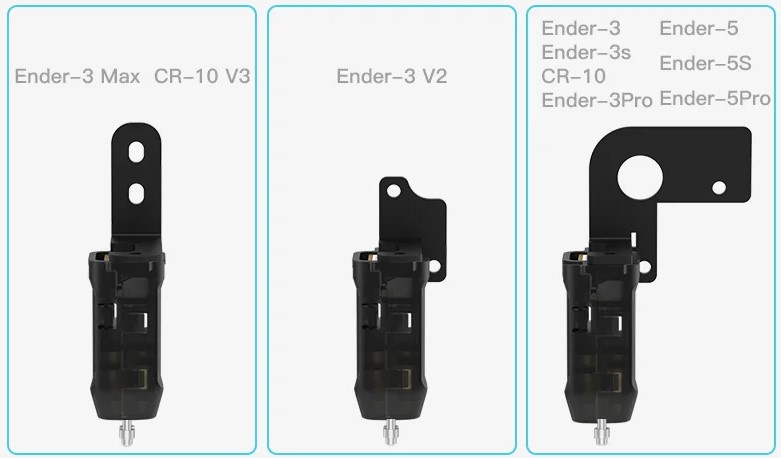 Ender-3 Max CR-10 V3
Ender-3 V2
Ender-3
Ender-3s
CR-10
Ender-3Pro
Ender-5
Ender-5S
Ender-5Pro